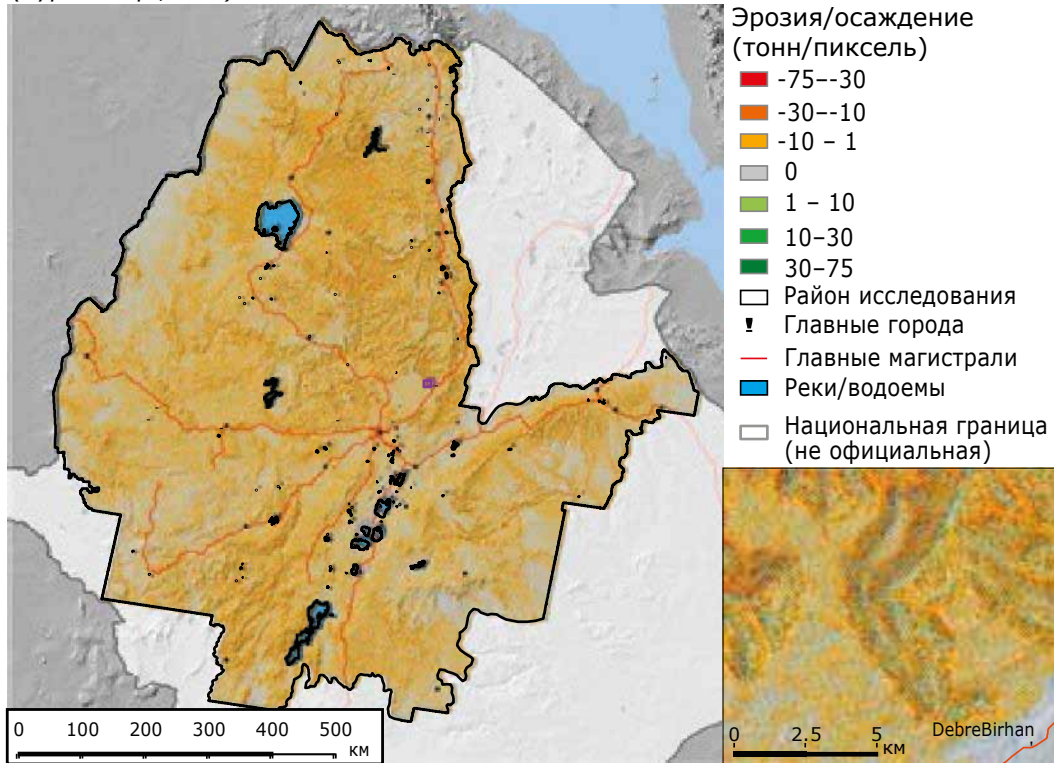 Эрозия/осаждение
(тонн/пиксель)
-75--30
-30--10
-10 – 1
0
1 – 10
10–30
30–75
Район исследования
Главные города
Главные магистрали
Реки/водоемы
Национальная граница
(не официальная)
0 100 200 300 400 500
км
DebreBirhan
0 2.5 5
км